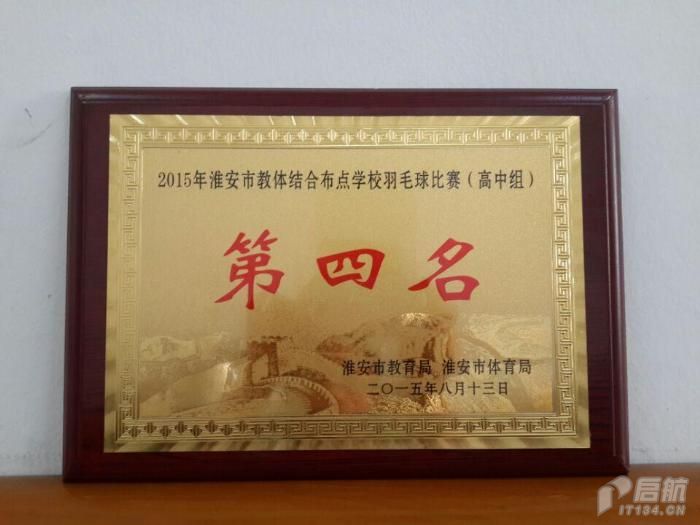 2015年淮安市教体结合布点学校羽毛球比赛（高中组）
第四名
淮安市教育局 淮安市体育局
二〇一五年八月十三日
启航
IT134.CN